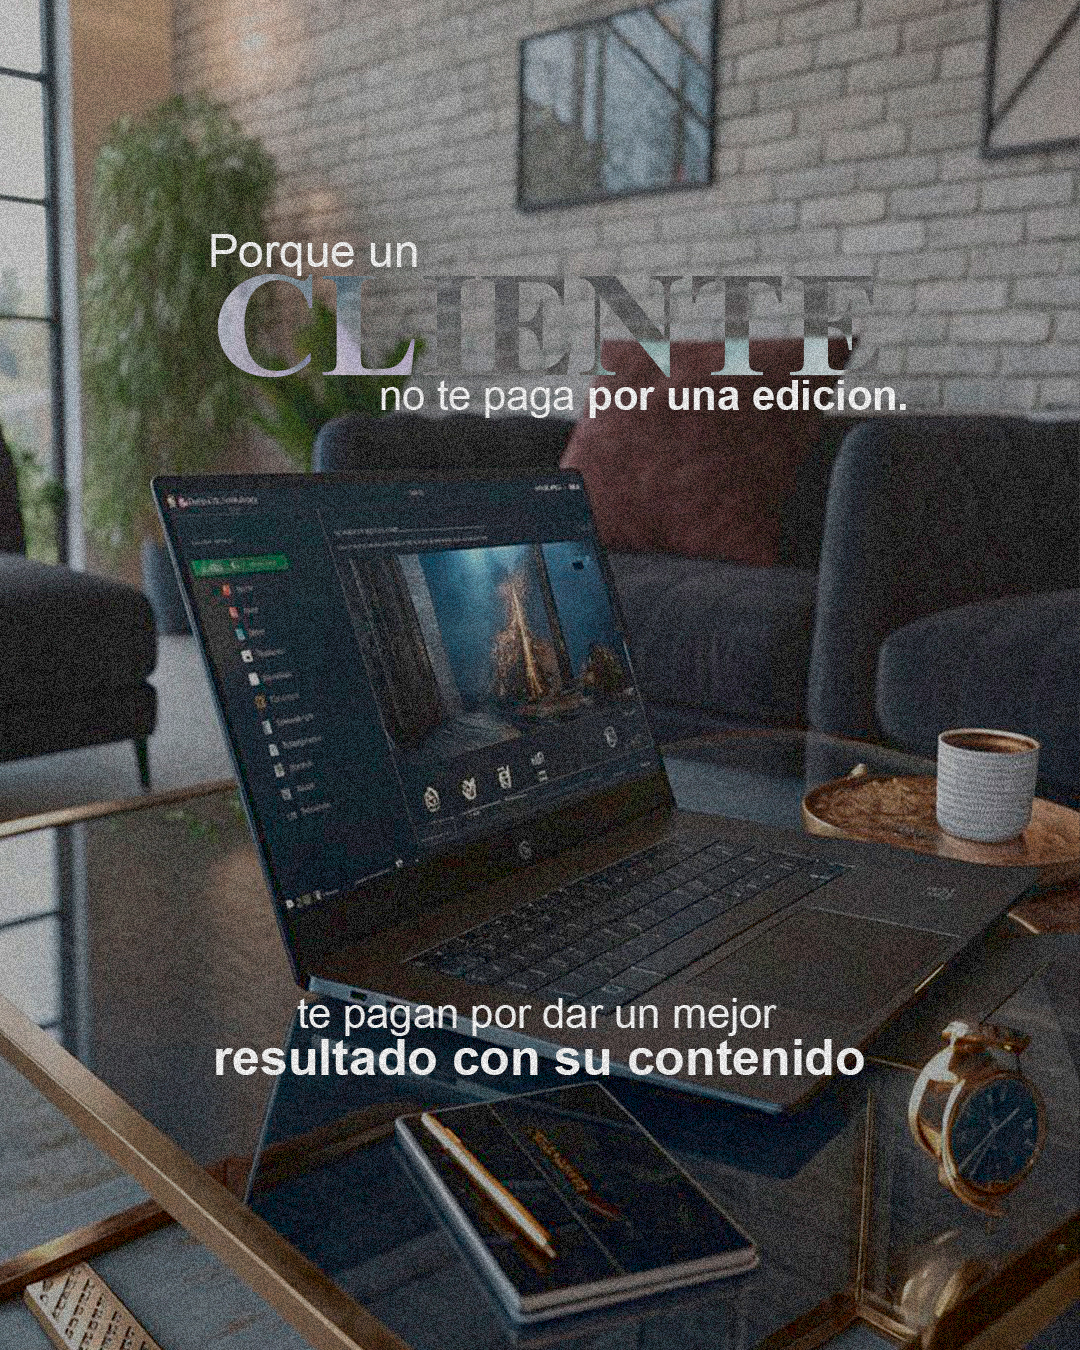 Porque un
CLIENTE
no te paga por una edicion.
te pagan por dar un mejor
resultado con su contenido